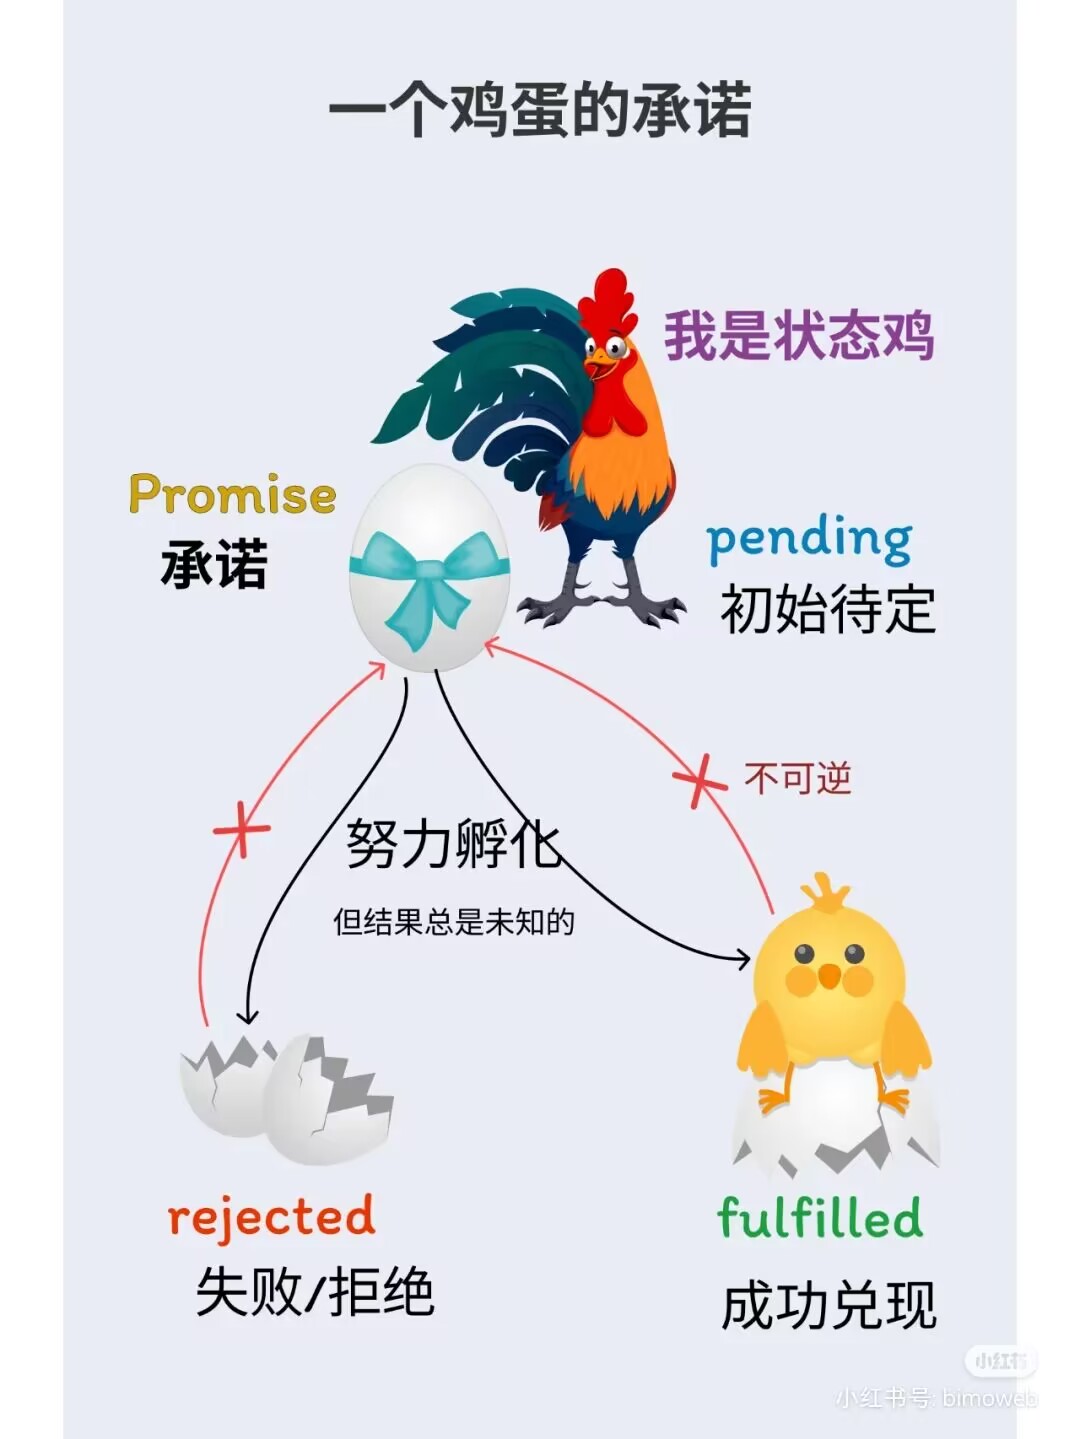 一个鸡蛋的承诺
我是状态鸡
Promise
承诺
pending
初始待定
不可逆
努力孵化
但结果总是未知的
rejected
失败/拒绝
fulfilled
成功兑现
小红书
小红书号: bimoweb